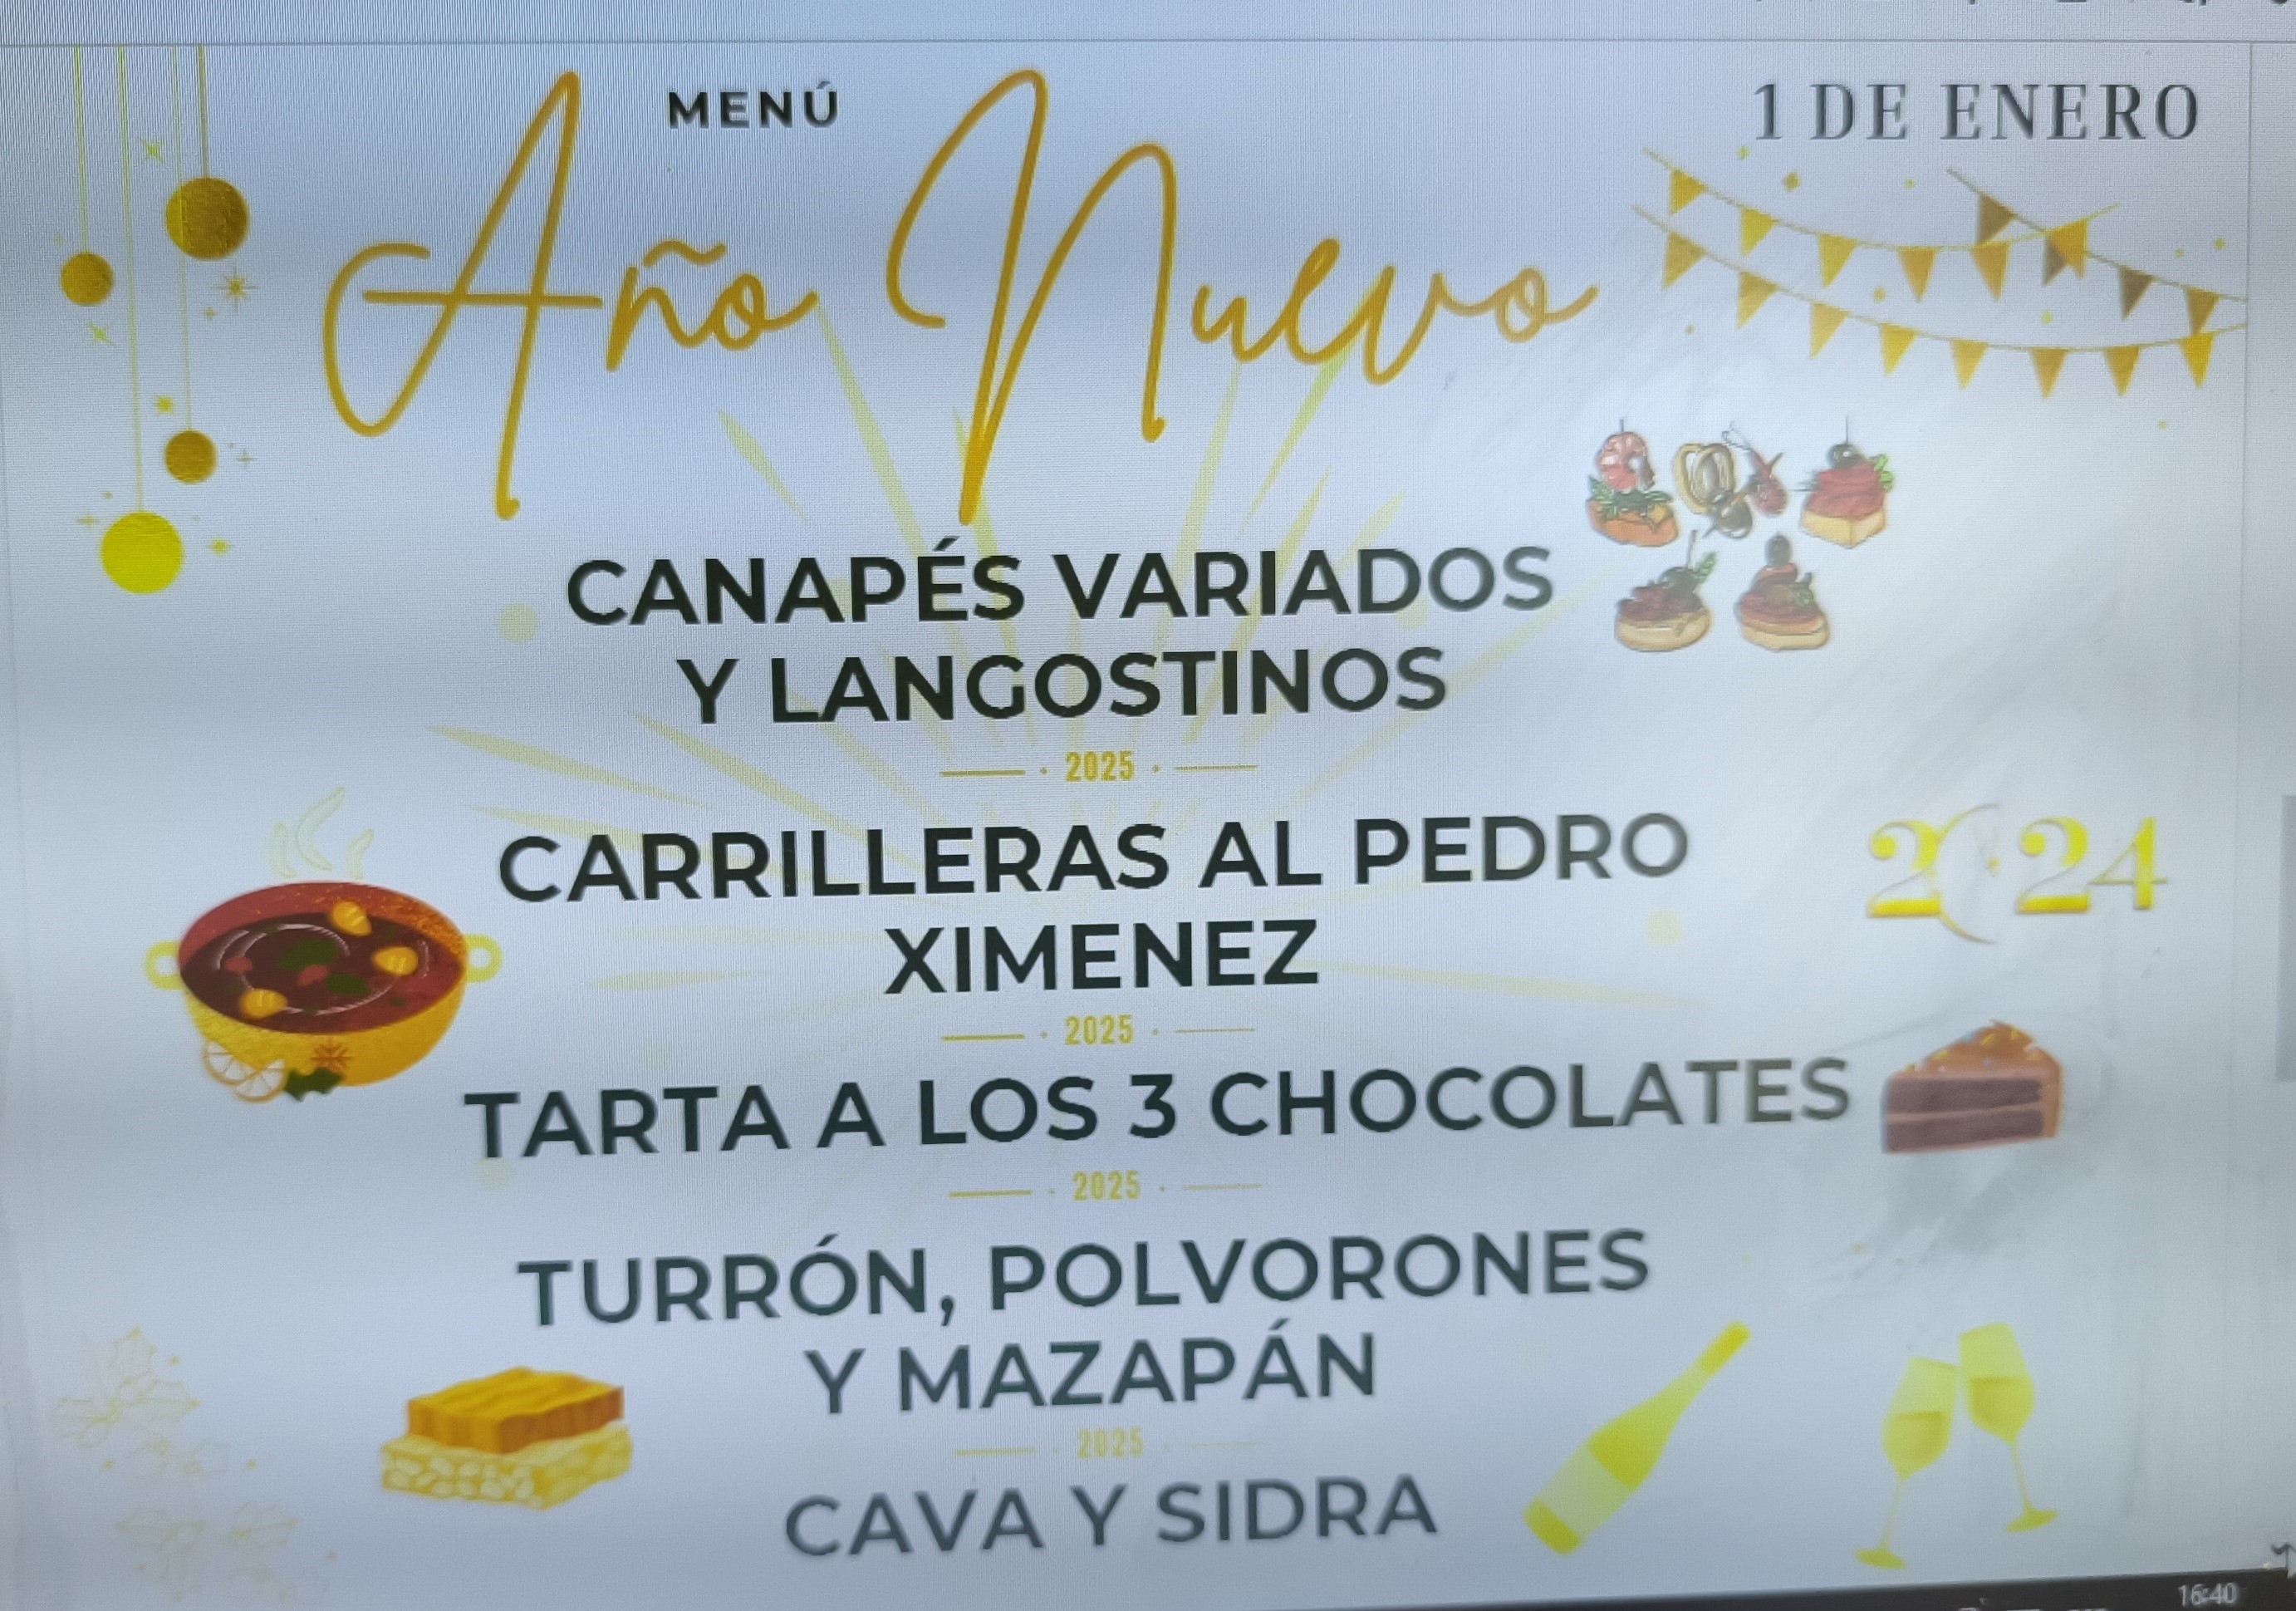 MENÚ
1 DE ENERO
Año Nuevo
CANAPÉS VARIADOS
Y LANGOSTINOS
2025
CARRILLERAS AL PEDRO
XIMENEZ
2024
2025
TARTA A LOS 3 CHOCOLATES
2025
TURRÓN, POLVORONES
Y MAZAPÁN
2025
CAVA Y SIDRA
16:40